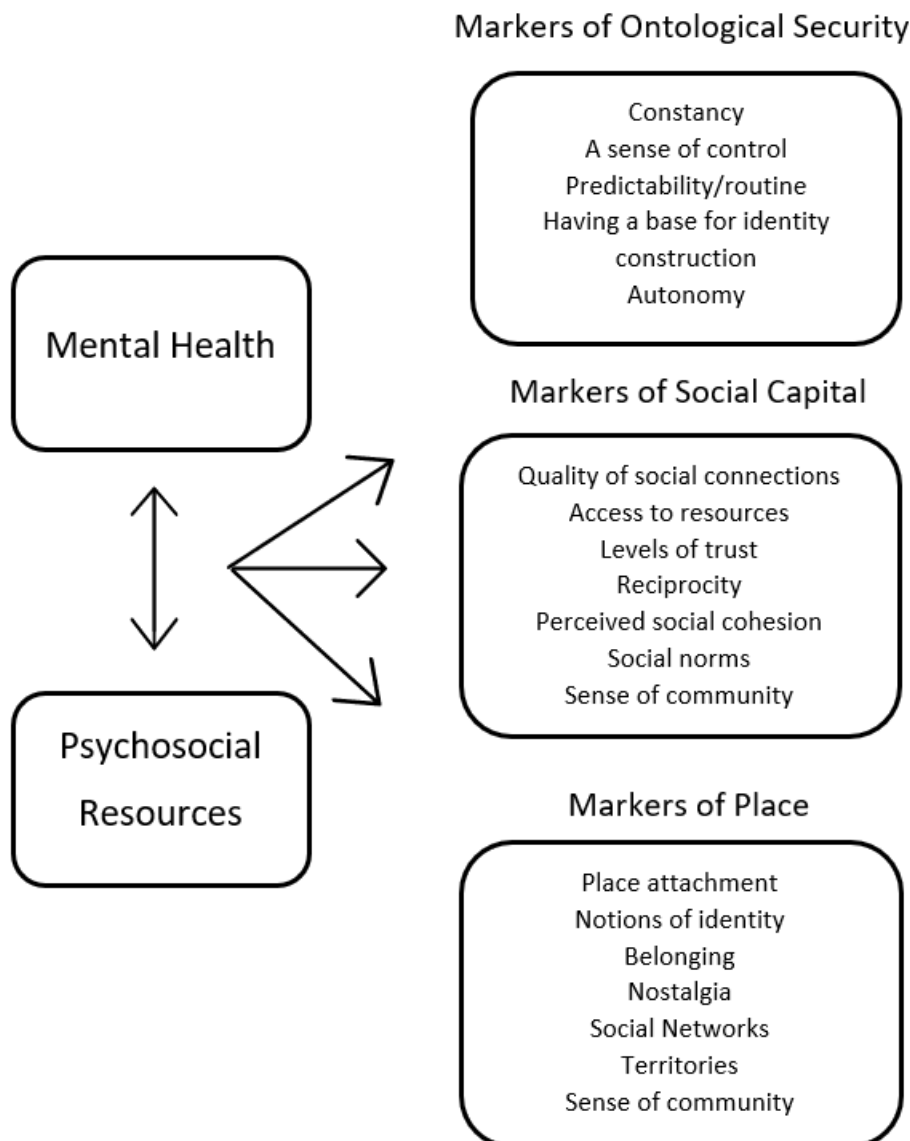 Markers of Ontological Security
Constancy
A sense of control
Predictability/routine
Having a base for identity
construction
Autonomy
Mental Health
Markers of Social Capital
Quality of social connections
Access to resources
Levels of trust
Reciprocity
Perceived social cohesion
Social norms
Sense of community
Psychosocial
Resources
Markers of Place
Place attachment
Notions of identity
Belonging
Nostalgia
Social Networks
Territories
Sense of community